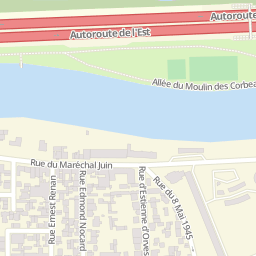 Autoroute
Autoroute de l'Est
Allée du Moulin des Corbea
Rue du Maréchal Juin
Rue Ernest Renan
Rue Edmond Nocard
Rue d'Estienne d'Orves
Rue du 8 Mai 1945